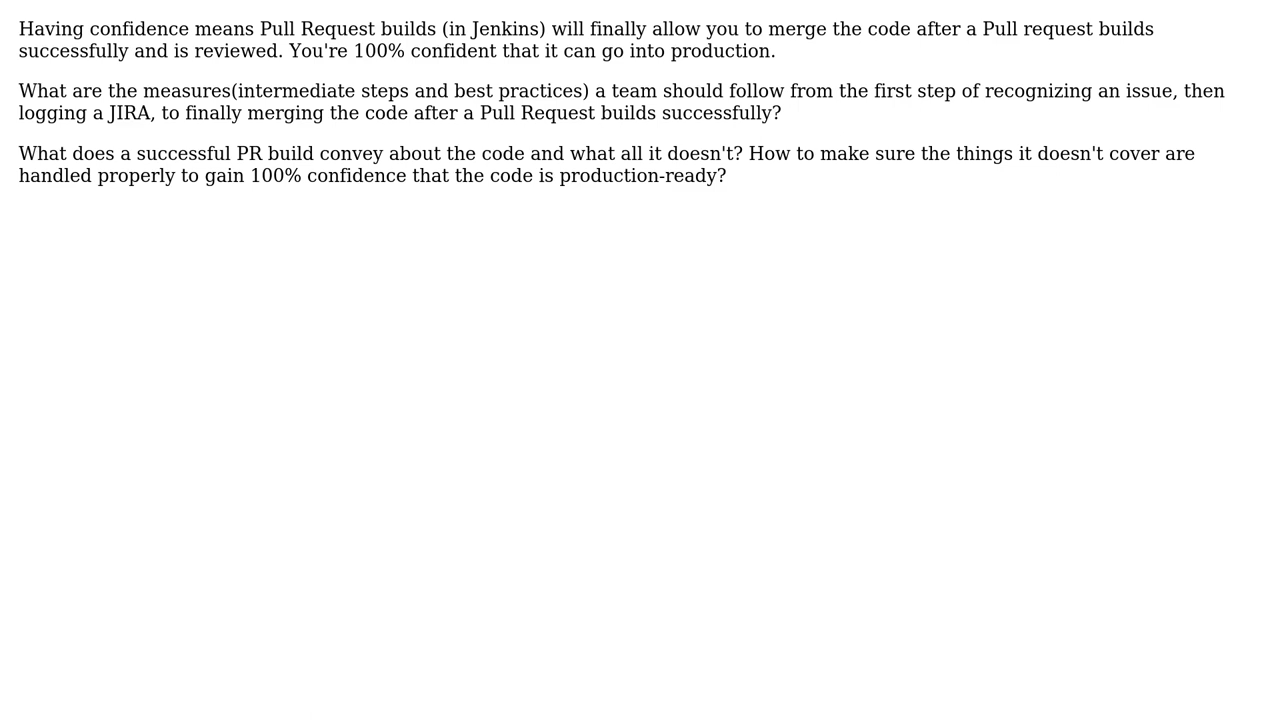 Having confidence means Pull Request builds (in Jenkins) will finally allow you to merge the code after a Pull request builds
successfully and is reviewed. You're 100% confident that it can go into production.
What are the measures(intermediate steps and best practices) a team should follow from the first step of recognizing an issue, then
logging a JIRA, to finally merging the code after a Pull Request builds successfully?
What does a successful PR build convey about the code and what all it doesn't? How to make sure the things it doesn't cover are
handled properly to gain 100% confidence that the code is production-ready?